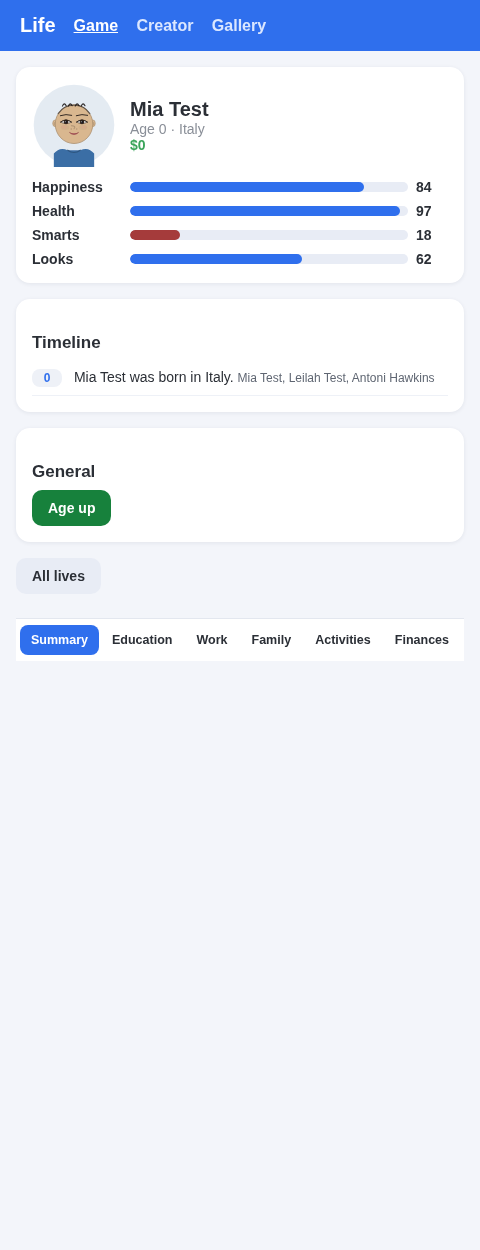 Life Game Creator Gallery
Mia Test
Age 0 · Italy
$0
Happiness 84
Health 97
Smarts 18
Looks 62
Timeline
0 Mia Test was born in Italy. Mia Test, Leilah Test, Antoni Hawkins
General
Age up
All lives
Summary Education Work Family Activities Finances